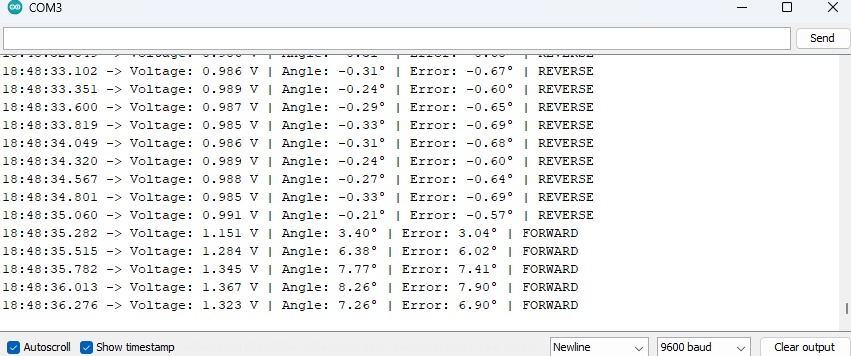 COM3
Send
18:48:33.102 -> Voltage: 0.986 V | Angle: -0.31° | Error: -0.67° | REVERSE
18:48:33.351 -> Voltage: 0.989 V | Angle: -0.24° | Error: -0.60° | REVERSE
18:48:33.600 -> Voltage: 0.987 V | Angle: -0.29° | Error: -0.65° | REVERSE
18:48:33.819 -> Voltage: 0.985 V | Angle: -0.33° | Error: -0.69° | REVERSE
18:48:34.049 -> Voltage: 0.986 V | Angle: -0.31° | Error: -0.68° | REVERSE
18:48:34.320 -> Voltage: 0.989 V | Angle: -0.24° | Error: -0.60° | REVERSE
18:48:34.567 -> Voltage: 0.988 V | Angle: -0.27° | Error: -0.64° | REVERSE
18:48:34.801 -> Voltage: 0.985 V | Angle: -0.33° | Error: -0.69° | REVERSE
18:48:35.060 -> Voltage: 0.991 V | Angle: -0.21° | Error: -0.57° | REVERSE
18:48:35.282 -> Voltage: 1.151 V | Angle: 3.40° | Error: 3.04° | FORWARD
18:48:35.515 -> Voltage: 1.284 V | Angle: 6.38° | Error: 6.02° | FORWARD
18:48:35.782 -> Voltage: 1.345 V | Angle: 7.77° | Error: 7.41° | FORWARD
18:48:36.013 -> Voltage: 1.367 V | Angle: 8.26° | Error: 7.90° | FORWARD
18:48:36.276 -> Voltage: 1.323 V | Angle: 7.26° | Error: 6.90° | FORWARD
Autoscroll Show timestamp Newline 9600 baud Clear output